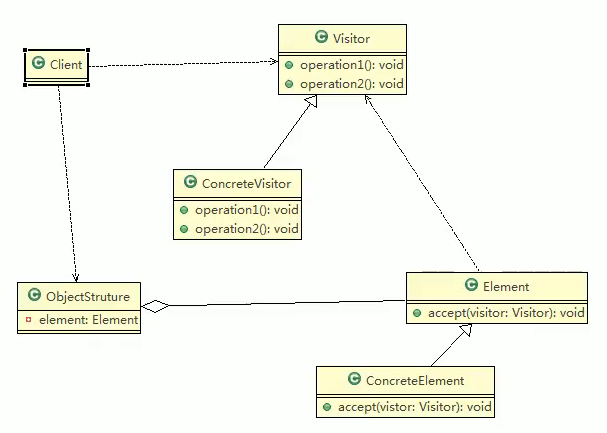 Visitor
operation1(): void
operation2(): void
Client
ConcreteVisitor
operation1(): void
operation2(): void
ObjectStruture
element: Element
Element
accept(visitor: Visitor): void
ConcreteElement
accept(vistor: Visitor): void